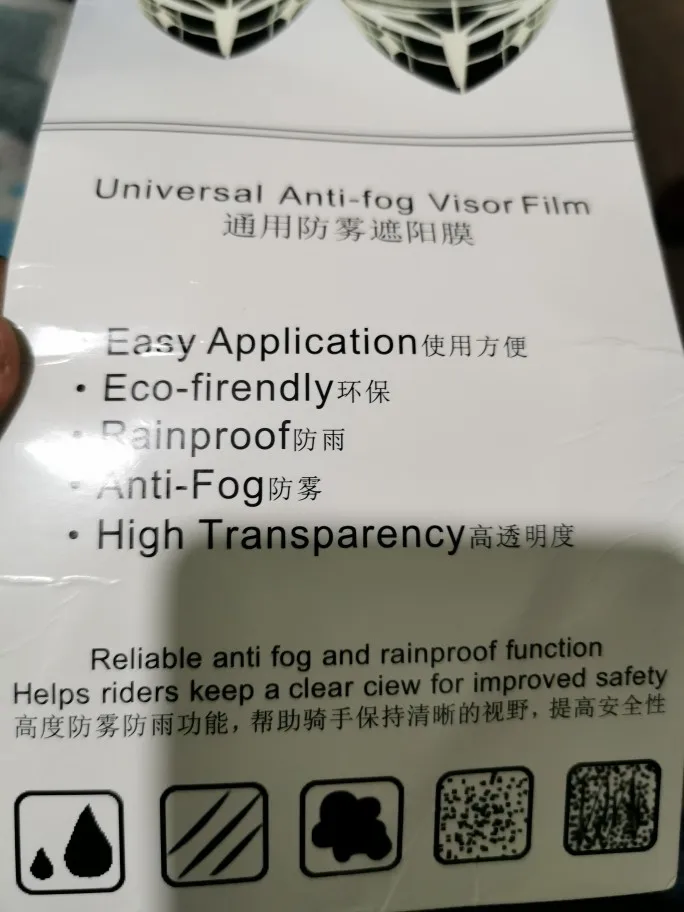 Universal Anti-fog Visor Film
通用防雾遮阳膜
· Easy Application使用方便
· Eco-firendly环保
· Rainproof防雨
· Anti-Fog防雾
· High Transparency高透明度
Reliable anti fog and rainproof function
Helps riders keep a clear ciew for improved safety
高度防雾防雨功能，帮助骑手保持清晰的视野，提高安全性